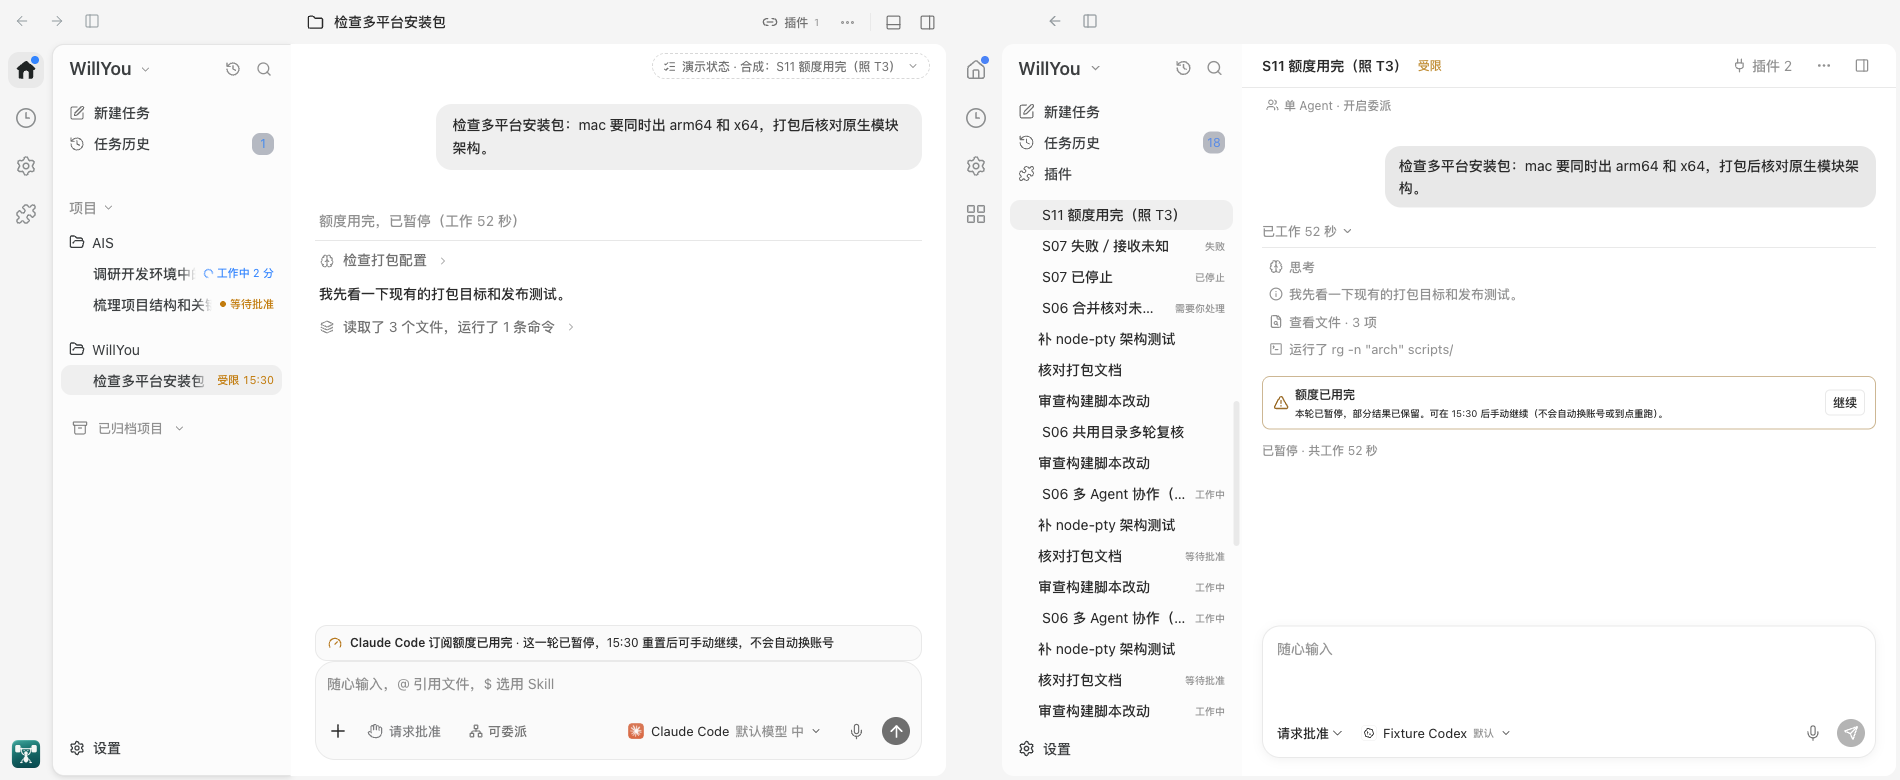 检查多平台安装包
插件 1
WillYou
新建任务
任务历史 1
项目
AIS
调研开发环境中 工作中 2 分
梳理项目结构和关 等待批准
WillYou
检查多平台安装包 受限 15:30
已归档项目
设置
演示状态 · 合成：S11 额度用完（照 T3）
检查多平台安装包：mac 要同时出 arm64 和 x64，打包后核对原生模块
架构。
额度用完，已暂停（工作 52 秒）
检查打包配置
我先看一下现有的打包目标和发布测试。
读取了 3 个文件，运行了 1 条命令
Claude Code 订阅额度已用完 · 这一轮已暂停，15:30 重置后可手动继续，不会自动换账号
随心输入，@ 引用文件，$ 选用 Skill
请求批准 可委派 Claude Code 默认模型 中
WillYou
新建任务
任务历史 18
插件
S11 额度用完（照 T3）
S07 失败 / 接收未知 失败
S07 已停止 已停止
S06 合并核对未... 需要你处理
补 node-pty 架构测试
核对打包文档
审查构建脚本改动
S06 共用目录多轮复核
审查构建脚本改动
S06 多 Agent 协作（... 工作中
补 node-pty 架构测试
核对打包文档 等待批准
审查构建脚本改动 工作中
S06 多 Agent 协作（... 工作中
补 node-pty 架构测试
核对打包文档 等待批准
审查构建脚本改动 工作中
设置
S11 额度用完（照 T3） 受限
插件 2
单 Agent · 开启委派
检查多平台安装包：mac 要同时出 arm64 和 x64，打包后核对原生模块架
构。
已工作 52 秒
思考
我先看一下现有的打包目标和发布测试。
查看文件 · 3 项
运行了 rg -n "arch" scripts/
额度已用完
本轮已暂停，部分结果已保留。可在 15:30 后手动继续（不会自动换账号或到点重跑）。
继续
已暂停 · 共工作 52 秒
随心输入
请求批准 Fixture Codex 默认